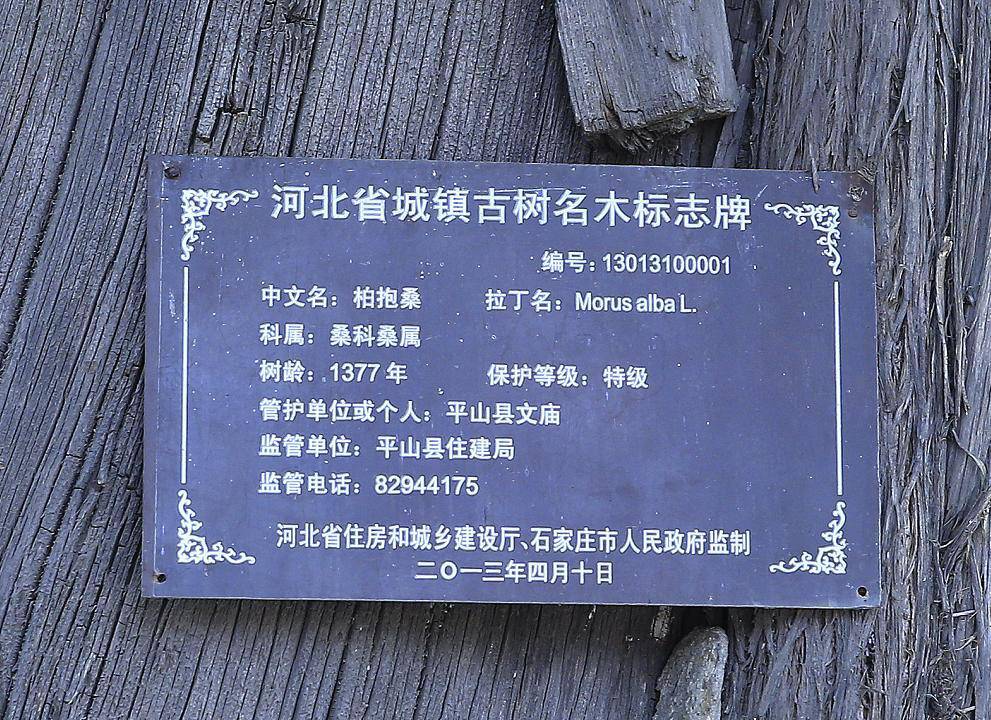 河北省城镇古树名木标志牌
编号:13013100001
中文名：柏抱桑 拉丁名：Morus alba L.
科属：桑科桑属
树龄：1377 年 保护等级：特级
管护单位或个人：平山县文庙
监管单位：平山县住建局
监管电话：82944175
河北省住房和城乡建设厅、石家庄市人民政府监制
二〇一三年四月十日